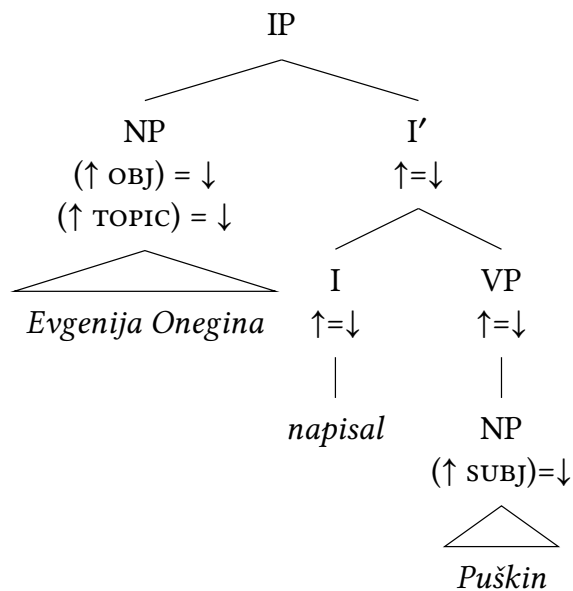 IP
NP I′
(↑ OBJ) = ↓ ↑=↓
(↑ TOPIC) = ↓
I VP
Evgenija Onegina ↑=↓ ↑=↓
napisal NP
(↑ SUBJ)=↓
Puškin